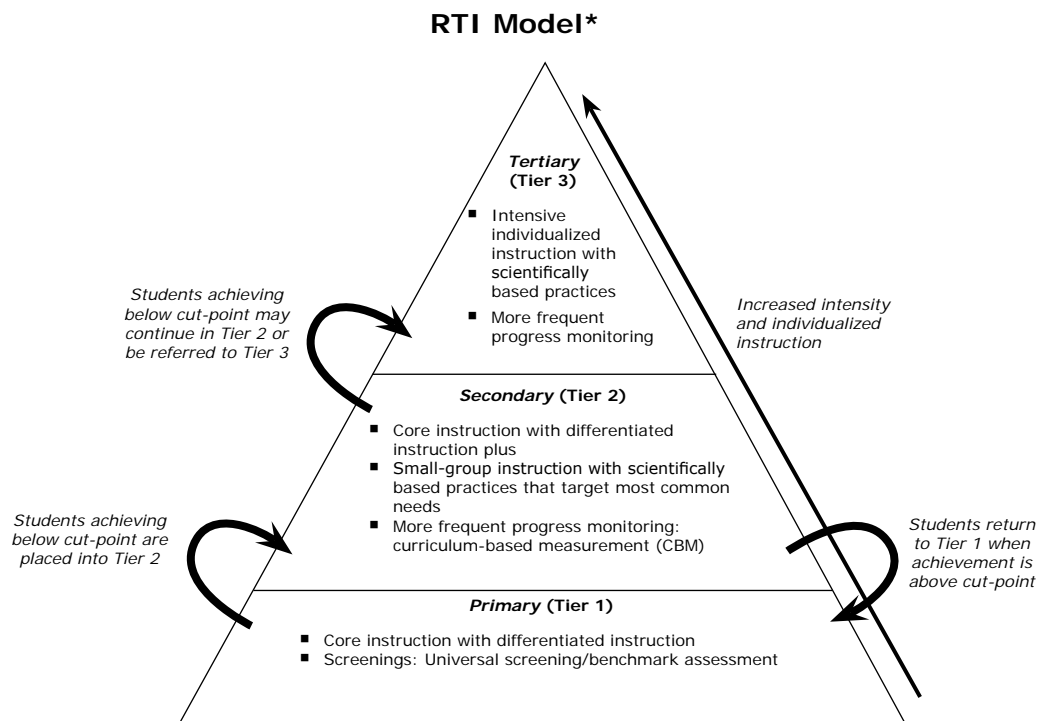 RTI Model*
Tertiary
(Tier 3)
■ Intensive
individualized
instruction with
scientifically
based practices
■ More frequent
progress monitoring
Students achieving
below cut-point may
continue in Tier 2 or
be referred to Tier 3
Increased intensity
and individualized
instruction
Secondary (Tier 2)
■ Core instruction with differentiated
instruction plus
■ Small-group instruction with scientifically
based practices that target most common
needs
■ More frequent progress monitoring:
curriculum-based measurement (CBM)
Students achieving
below cut-point are
placed into Tier 2
Students return
to Tier 1 when
achievement is
above cut-point
Primary (Tier 1)
■ Core instruction with differentiated instruction
■ Screenings: Universal screening/benchmark assessment